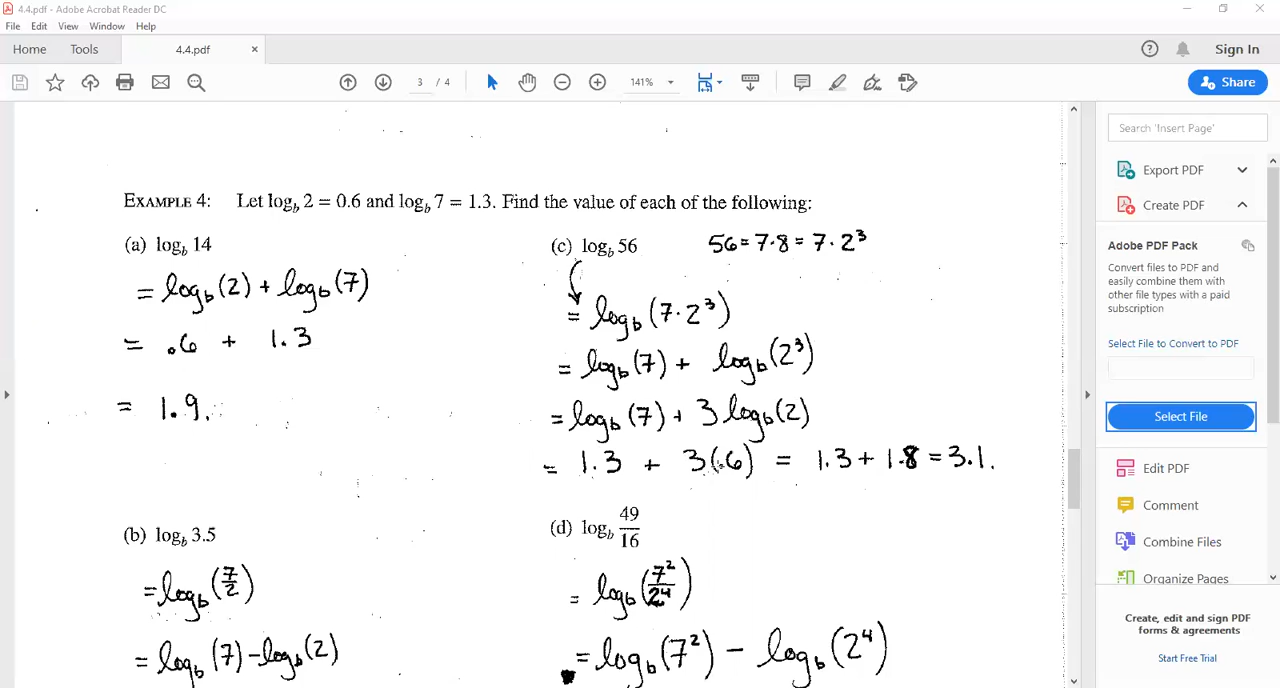 4.4.pdf - Adobe Acrobat Reader DC
File Edit View Window Help
Home Tools 4.4.pdf × Sign In
3 / 4 141% Share
EXAMPLE 4: Let log_b 2 = 0.6 and log_b 7 = 1.3. Find the value of each of the following:
(a) log_b 14
= log_b(2) + log_b(7)
= .6 + 1.3
= 1.9.
(b) log_b 3.5
= log_b(7/2)
= log_b(7) - log_b(2)
(c) log_b 56 56 = 7·8 = 7·2³
= log_b(7·2³)
= log_b(7) + log_b(2³)
= log_b(7) + 3 log_b(2)
= 1.3 + 3(.6) = 1.3 + 1.8 = 3.1.
(d) log_b 49/16
= log_b(7²/2⁴)
= log_b(7²) − log_b(2⁴)
Search 'Insert Page'
Export PDF
Create PDF
Adobe PDF Pack
Convert files to PDF and
easily combine them with
other file types with a paid
subscription
Select File to Convert to PDF
Select File
Edit PDF
Comment
Combine Files
Organize Pages
Create, edit and sign PDF
forms & agreements
Start Free Trial